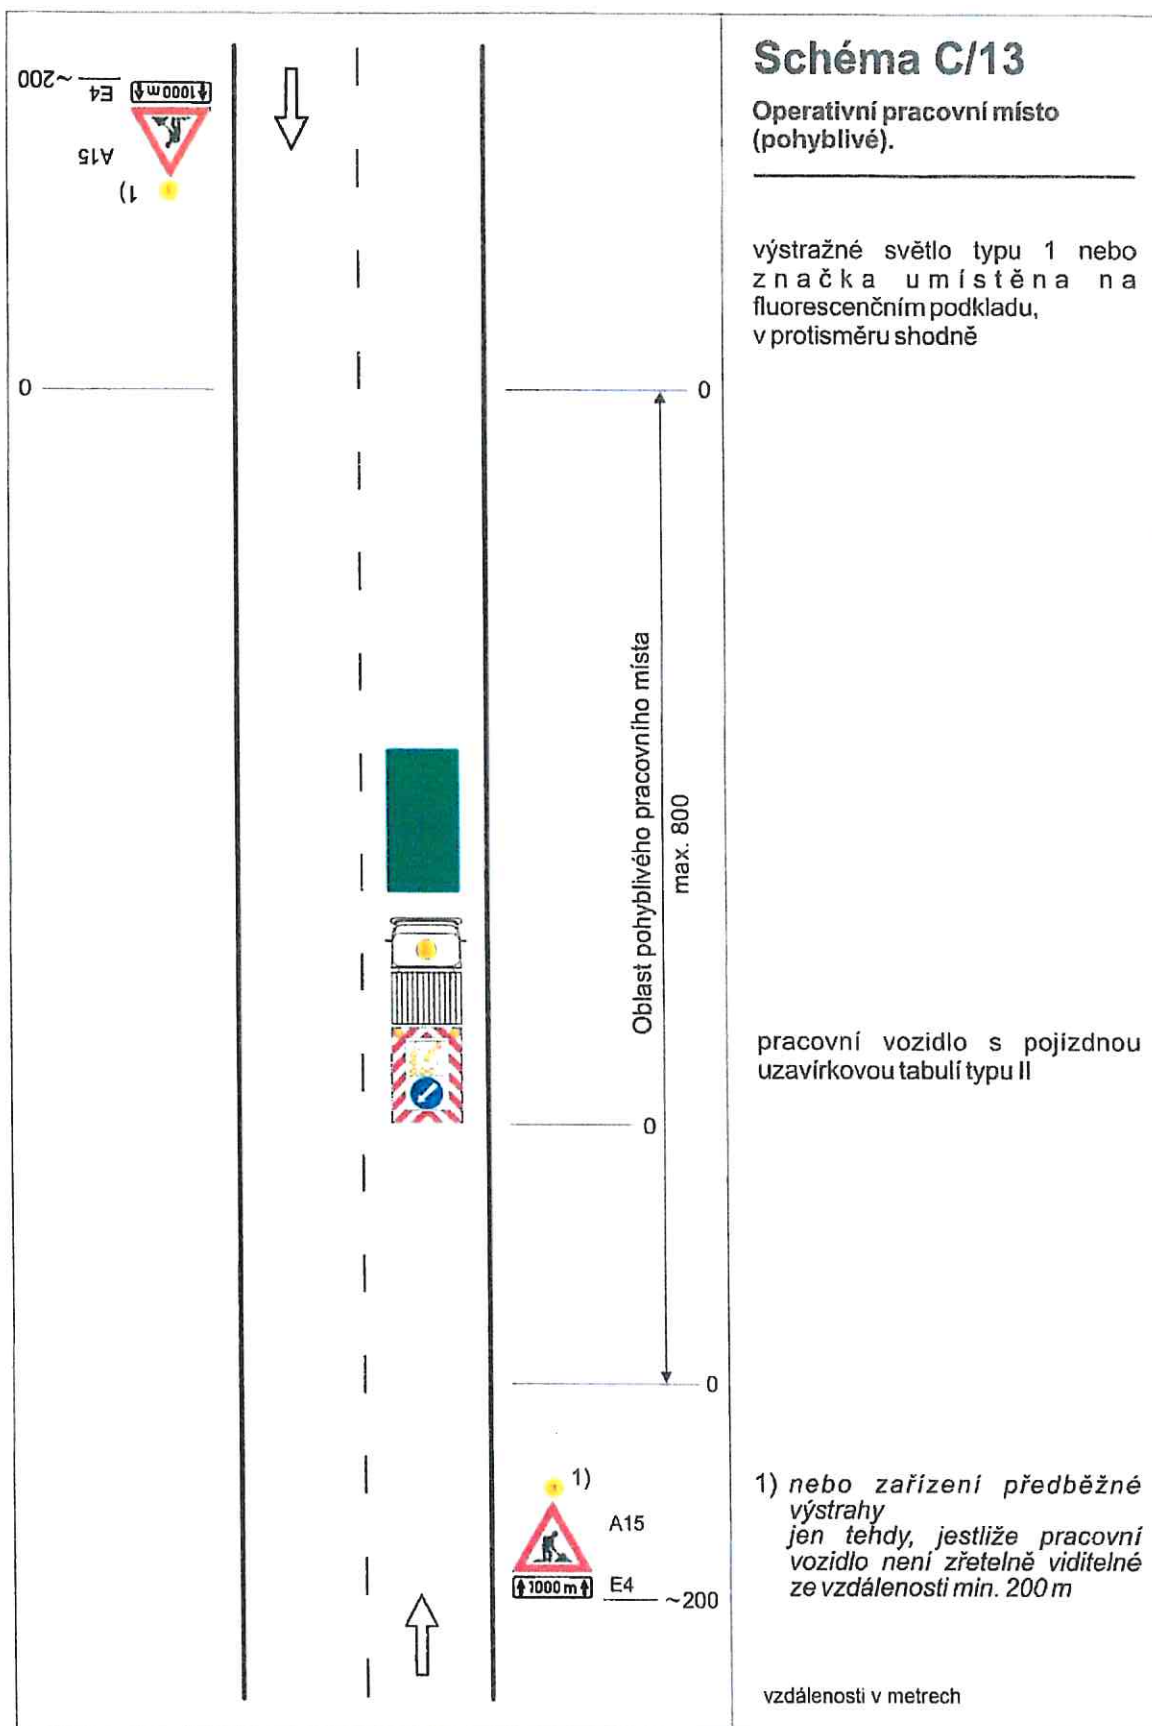 Schéma C/13
Operativní pracovní místo
(pohyblivé).
výstražné světlo typu 1 nebo
značka umístěna na
fluorescenčním podkladu,
v protisměru shodně
~200
E4
1000 m
A15
1)
0
0
Oblast pohyblivého pracovního místa
max. 800
pracovní vozidlo s pojízdnou
uzavírkovou tabulí typu II
0
0
1)
A15
1000 m
E4
~200
1) nebo zařízení předběžné
výstrahy
jen tehdy, jestliže pracovní
vozidlo není zřetelně viditelné
ze vzdálenosti min. 200 m
vzdálenosti v metrech